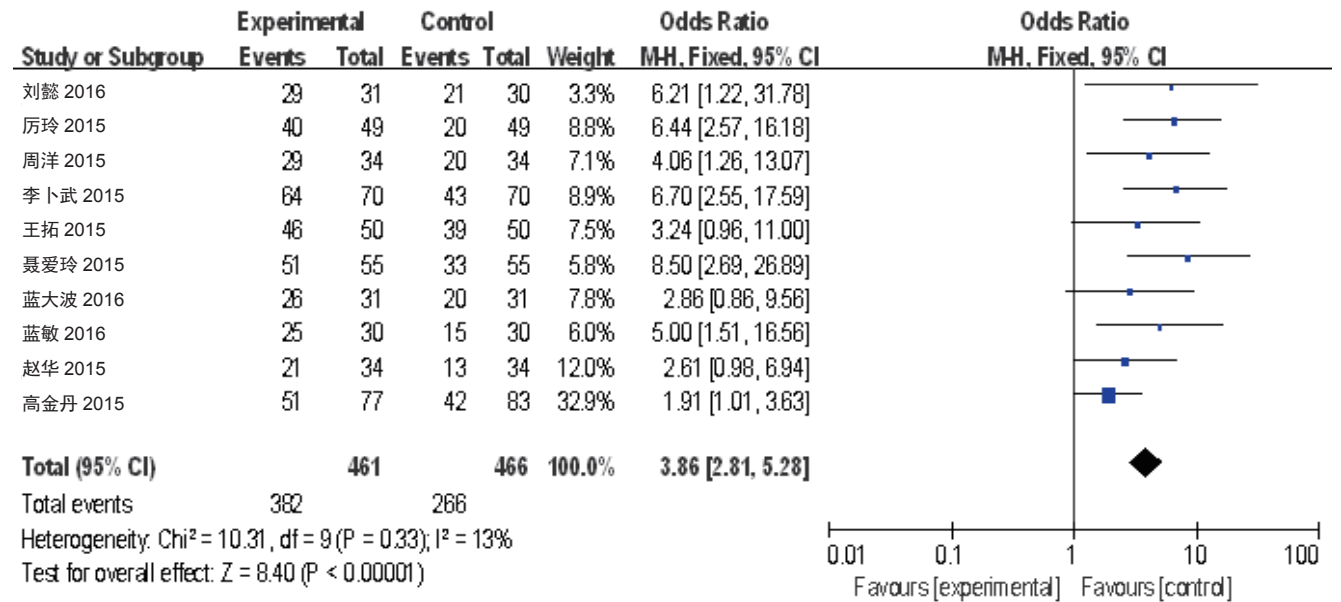 Experimental Control Odds Ratio Odds Ratio
Study or Subgroup Events Total Events Total Weight M-H, Fixed, 95% CI M-H, Fixed, 95% CI
刘懿 2016 29 31 21 30 3.3% 6.21 [1.22, 31.78]
厉玲 2015 40 49 20 49 8.8% 6.44 [2.57, 16.18]
周洋 2015 29 34 20 34 7.1% 4.06 [1.26, 13.07]
李卜武 2015 64 70 43 70 8.9% 6.70 [2.55, 17.59]
王拓 2015 46 50 39 50 7.5% 3.24 [0.96, 11.00]
聂爱玲 2015 51 55 33 55 5.8% 8.50 [2.69, 26.89]
蓝大波 2016 26 31 20 31 7.8% 2.86 [0.86, 9.56]
蓝敏 2016 25 30 15 30 6.0% 5.00 [1.51, 16.56]
赵华 2015 21 34 13 34 12.0% 2.61 [0.98, 6.94]
高金丹 2015 51 77 42 83 32.9% 1.91 [1.01, 3.63]
Total (95% CI) 461 466 100.0% 3.86 [2.81, 5.28]
Total events 382 266
Heterogeneity: Chi² = 10.31, df = 9 (P = 0.33); I² = 13%
Test for overall effect: Z = 8.40 (P < 0.00001)
0.01 0.1 1 10 100
Favours [experimental] Favours [control]